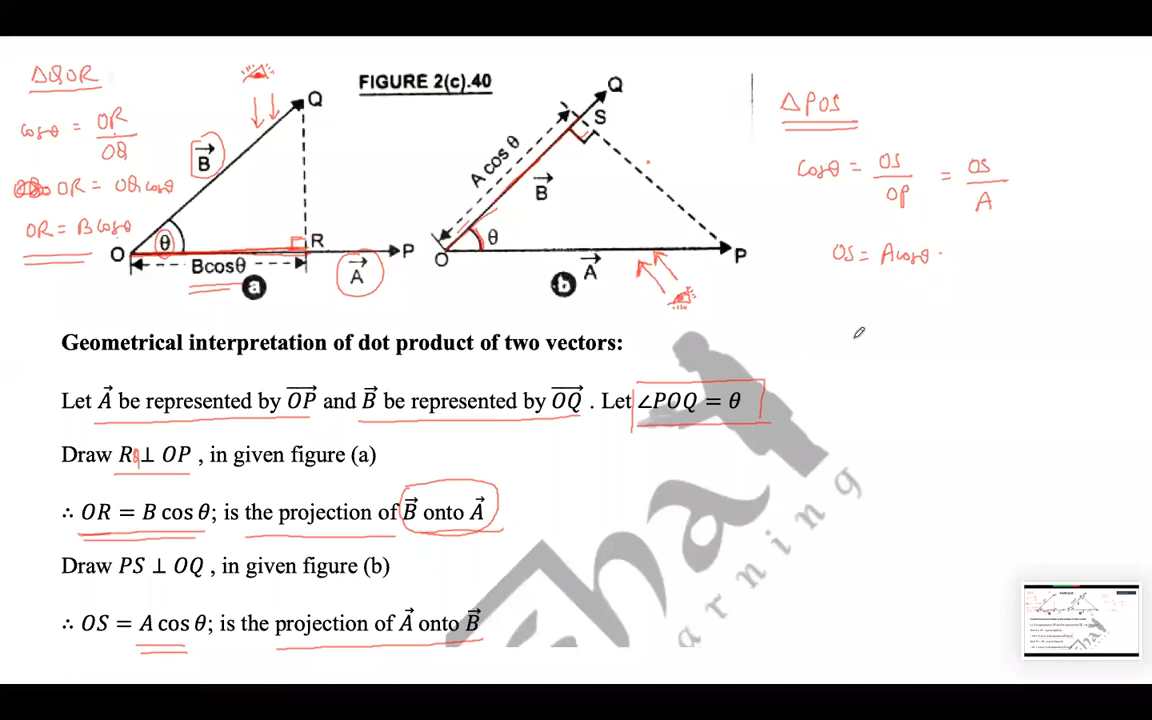 ΔQOR
cosθ = OR/OQ
OR = OQ cosθ
OR = B cosθ
FIGURE 2(c).40
Q
B⃗
θ
O
R
P
Bcosθ
A⃗
a
Q
S
A cos θ
B⃗
θ
O
P
A⃗
b
ΔPOS
cosθ = OS/OP = OS/A
OS = A cosθ
Geometrical interpretation of dot product of two vectors:
Let A⃗ be represented by O͞P⃗ and B⃗ be represented by O͞Q⃗ . Let ∠POQ = θ
Draw RQ ⊥ OP , in given figure (a)
∴ OR = B cos θ; is the projection of B⃗ onto A⃗
Draw PS ⊥ OQ , in given figure (b)
∴ OS = A cos θ; is the projection of A⃗ onto B⃗
hal
arning